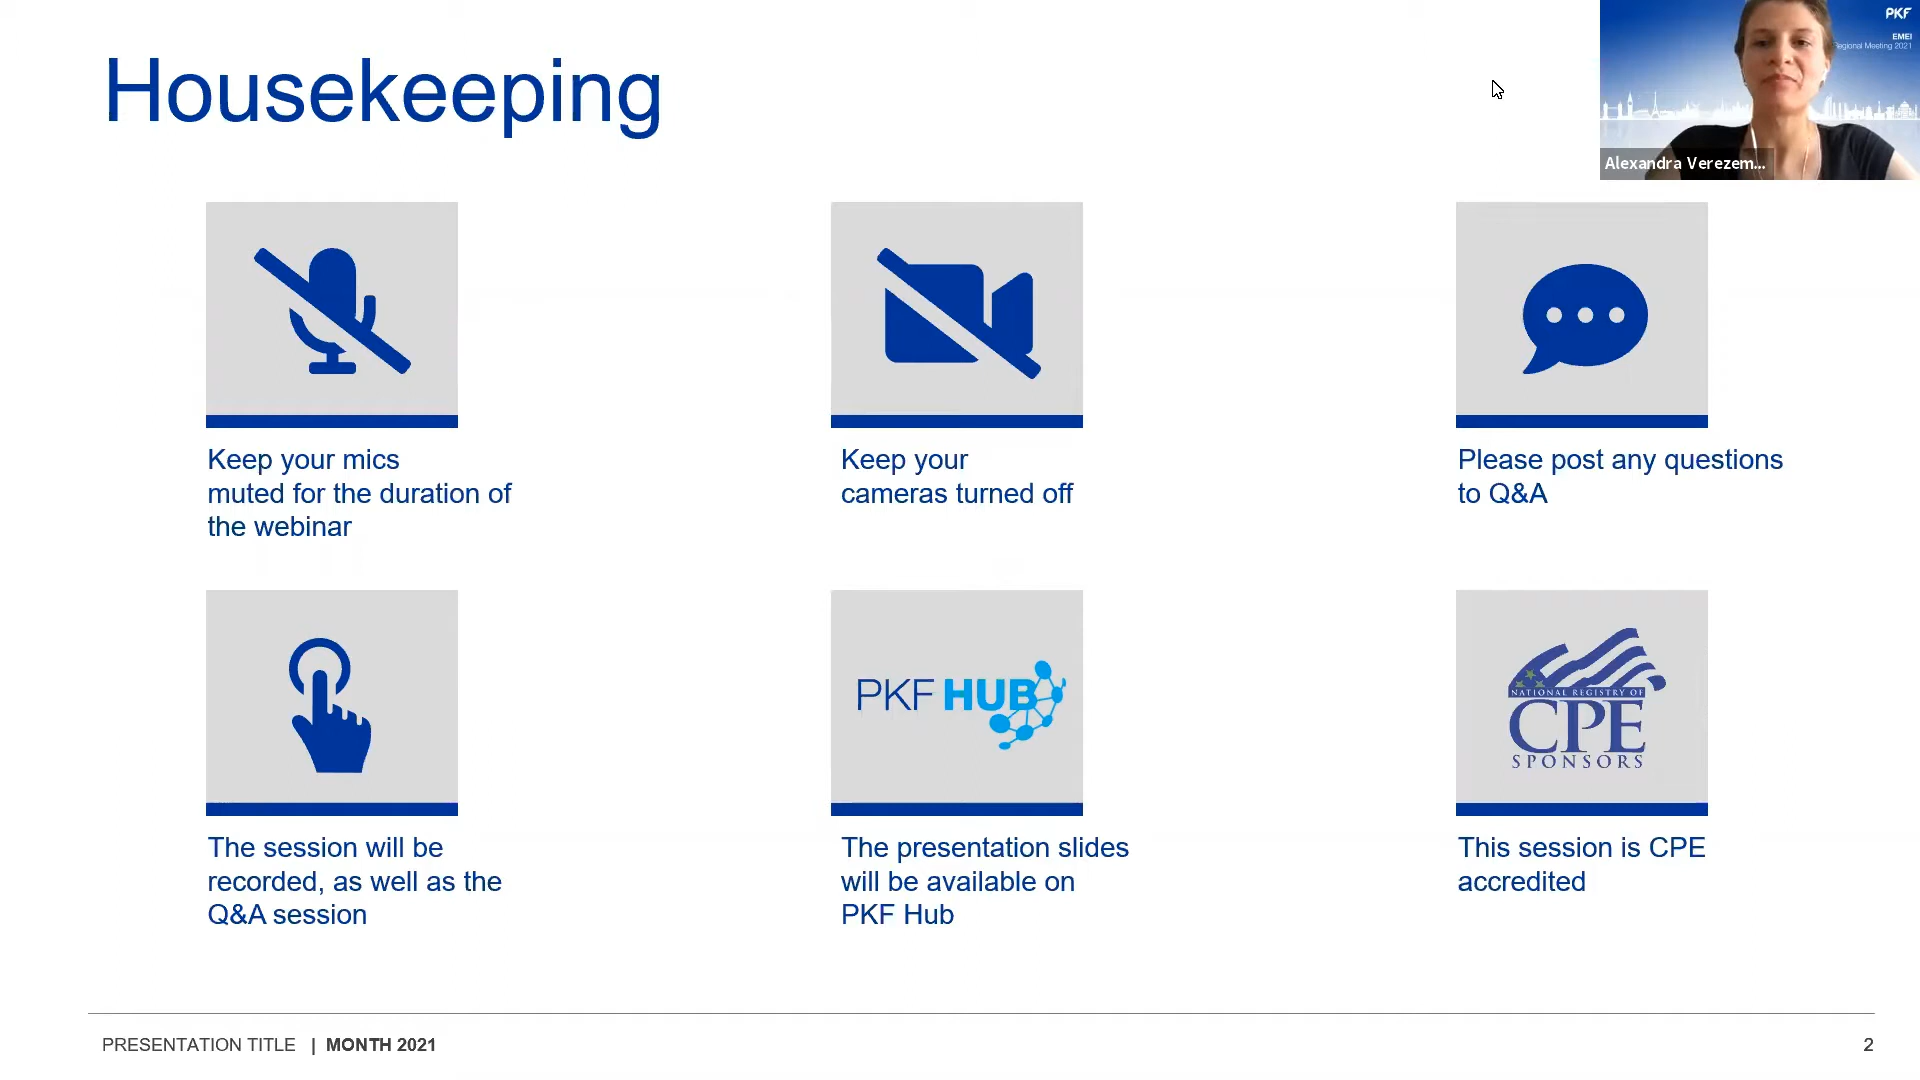 Housekeeping
PKF
EMEI
Regional Meeting 2021
Alexandra Verezem...
Keep your mics
muted for the duration of
the webinar
Keep your
cameras turned off
Please post any questions
to Q&A
PKF HUB
NATIONAL REGISTRY OF
CPE
SPONSORS
The session will be
recorded, as well as the
Q&A session
The presentation slides
will be available on
PKF Hub
This session is CPE
accredited
PRESENTATION TITLE | MONTH 2021
2